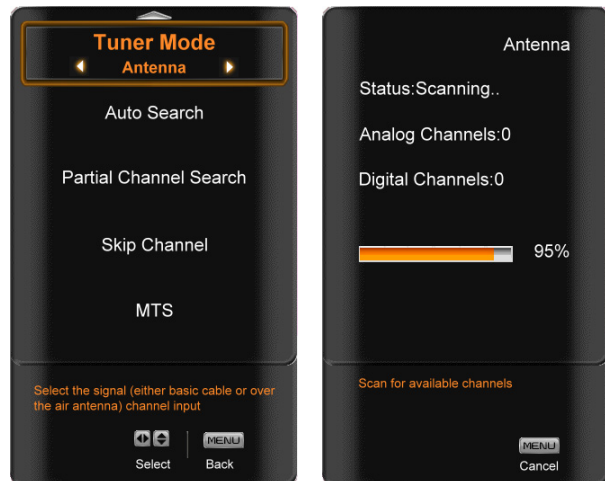 Tuner Mode
Antenna
Auto Search
Partial Channel Search
Skip Channel
MTS
Select the signal (either basic cable or over
the air antenna) channel input
MENU
Select Back
Antenna
Status:Scanning..
Analog Channels:0
Digital Channels:0
95%
Scan for available channels
MENU
Cancel